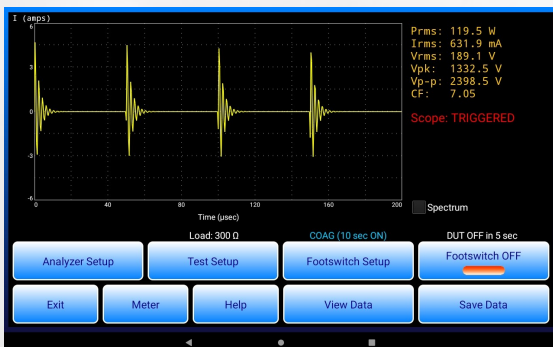 I (amps)
6
3
0
-3
-6
0 40 80 120 160 200
Time (µsec)
Prms: 119.5 W
Irms: 631.9 mA
Vrms: 189.1 V
Vpk: 1332.5 V
Vp-p: 2398.5 V
CF: 7.05
Scope: TRIGGERED
Spectrum
Load: 300 Ω
COAG (10 sec ON)
DUT OFF in 5 sec
Analyzer Setup
Test Setup
Footswitch Setup
Footswitch OFF
Exit
Meter
Help
View Data
Save Data